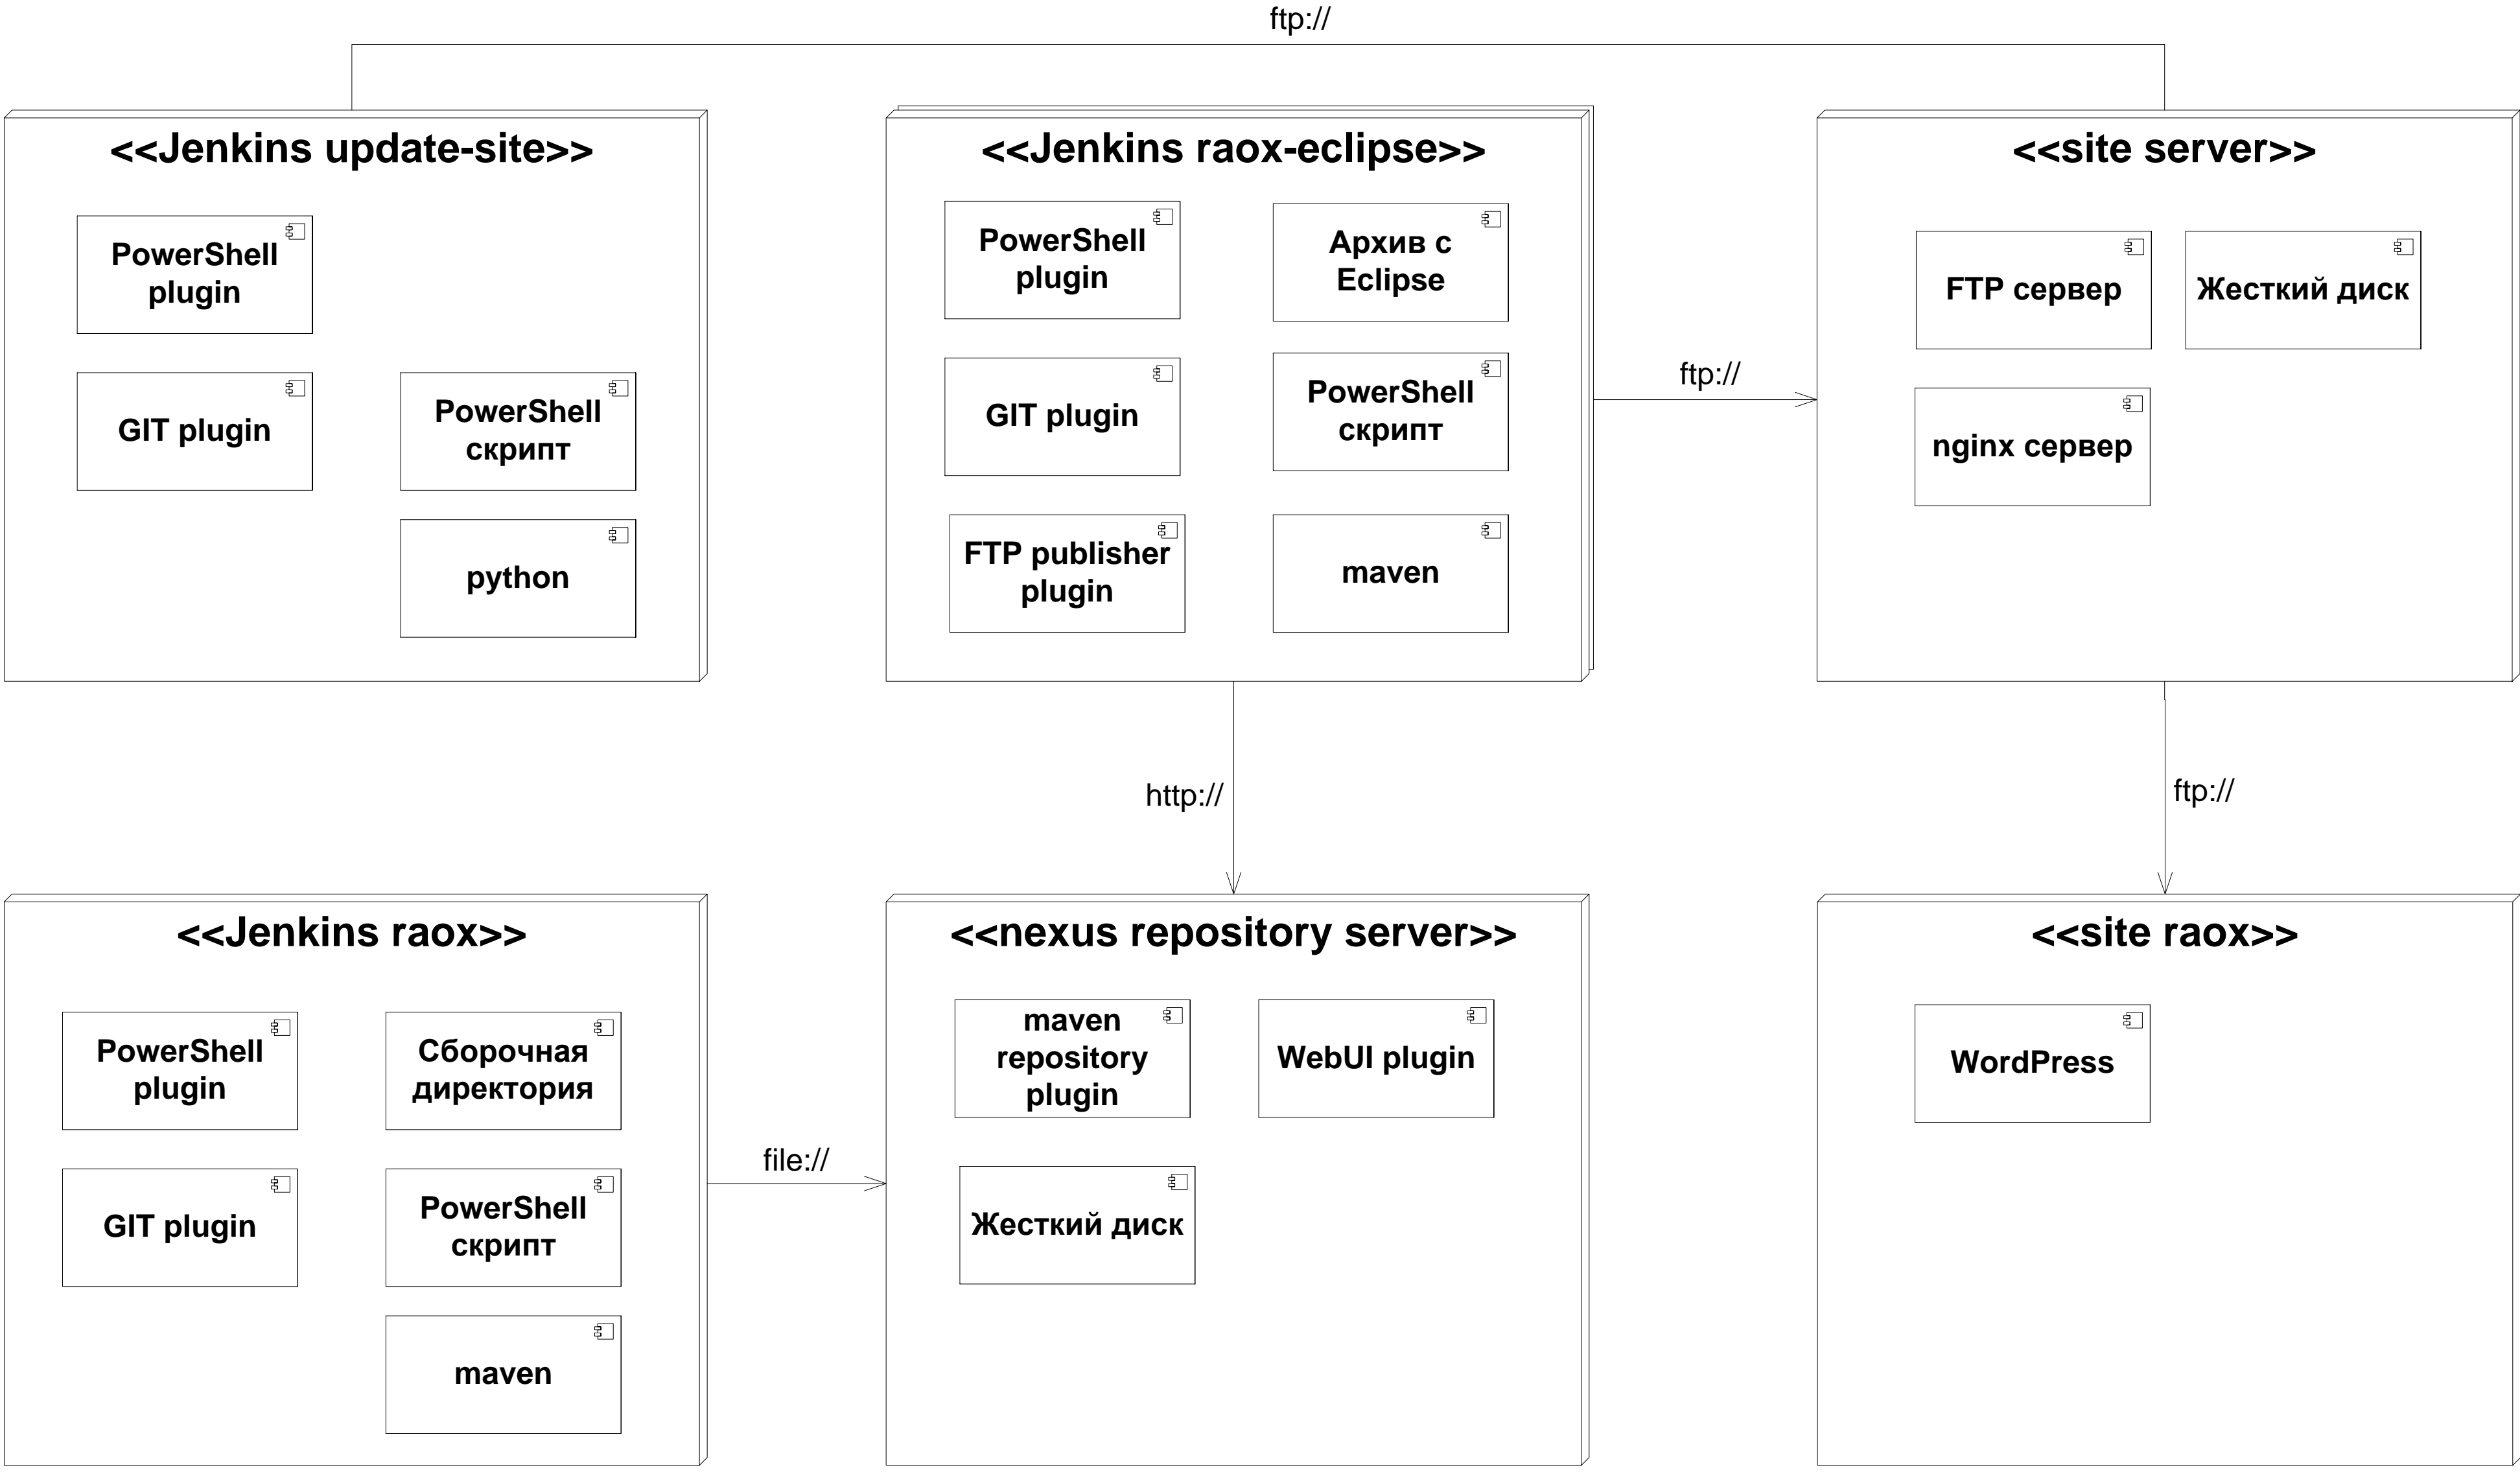 ftp://
<<Jenkins update-site>>
PowerShell
plugin
GIT plugin
PowerShell
скрипт
python
<<Jenkins raox-eclipse>>
PowerShell
plugin
Архив с
Eclipse
GIT plugin
PowerShell
скрипт
FTP publisher
plugin
maven
ftp://
<<site server>>
FTP сервер
Жесткий диск
nginx сервер
http://
ftp://
<<Jenkins raox>>
PowerShell
plugin
Сборочная
директория
GIT plugin
PowerShell
скрипт
maven
file://
<<nexus repository server>>
maven
repository
plugin
WebUI plugin
Жесткий диск
<<site raox>>
WordPress